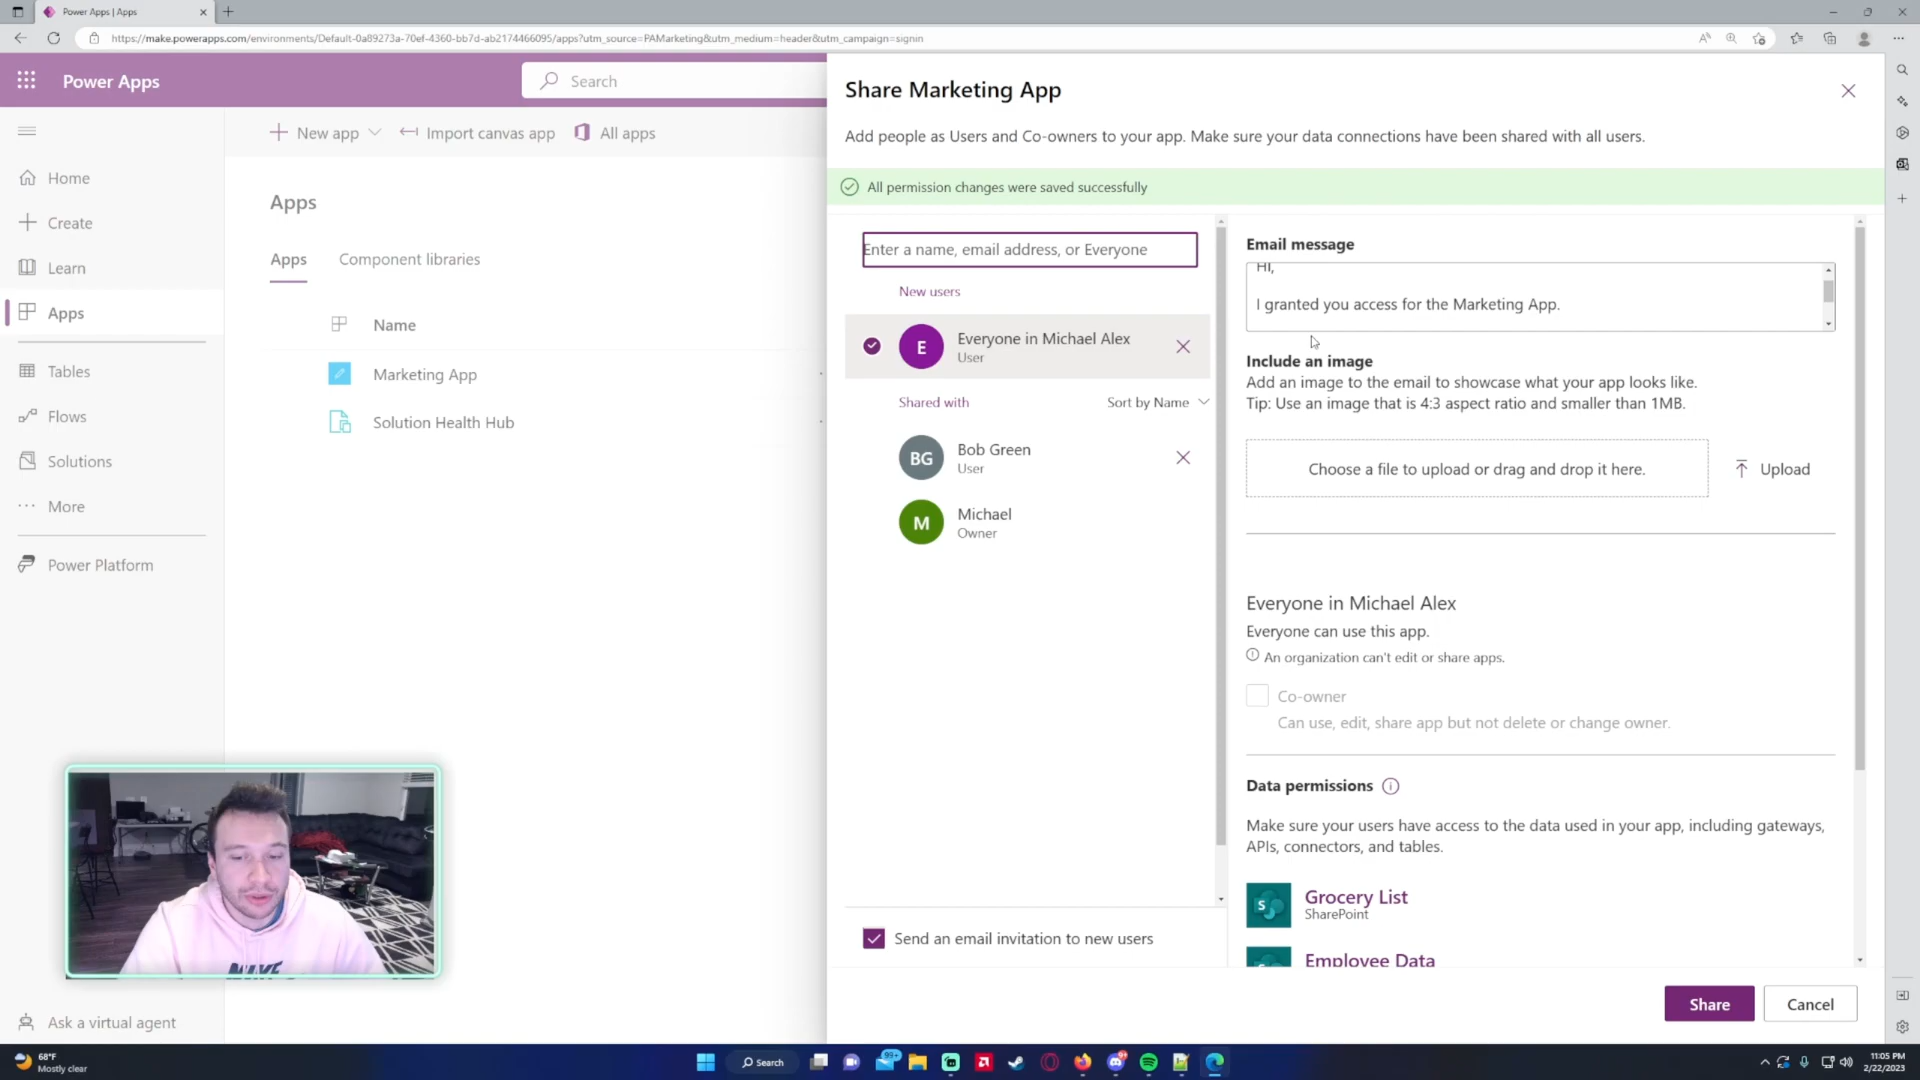 Power Apps | Apps
https://make.powerapps.com/environments/Default-0a89273a-70ef-4360-bb7d-ab2174466095/apps?utm_source=PAMarketing&utm_medium=header&utm_campaign=signin
Power Apps
Search
Share Marketing App
Add people as Users and Co-owners to your app. Make sure your data connections have been shared with all users.
All permission changes were saved successfully
New app
Import canvas app
All apps
Home
Create
Learn
Apps
Tables
Flows
Solutions
More
Power Platform
Ask a virtual agent
Apps
Apps
Component libraries
Name
Marketing App
Solution Health Hub
Enter a name, email address, or Everyone
New users
E
Everyone in Michael Alex
User
Shared with
Sort by Name
BG
Bob Green
User
M
Michael
Owner
Send an email invitation to new users
Email message
Hi,
I granted you access for the Marketing App.
Include an image
Add an image to the email to showcase what your app looks like.
Tip: Use an image that is 4:3 aspect ratio and smaller than 1MB.
Choose a file to upload or drag and drop it here.
Upload
Everyone in Michael Alex
Everyone can use this app.
An organization can't edit or share apps.
Co-owner
Can use, edit, share app but not delete or change owner.
Data permissions
Make sure your users have access to the data used in your app, including gateways,
APIs, connectors, and tables.
S
Grocery List
SharePoint
Employee Data
Share
Cancel
68°F
Mostly clear
Search
99+
11:05 PM
2/22/2023